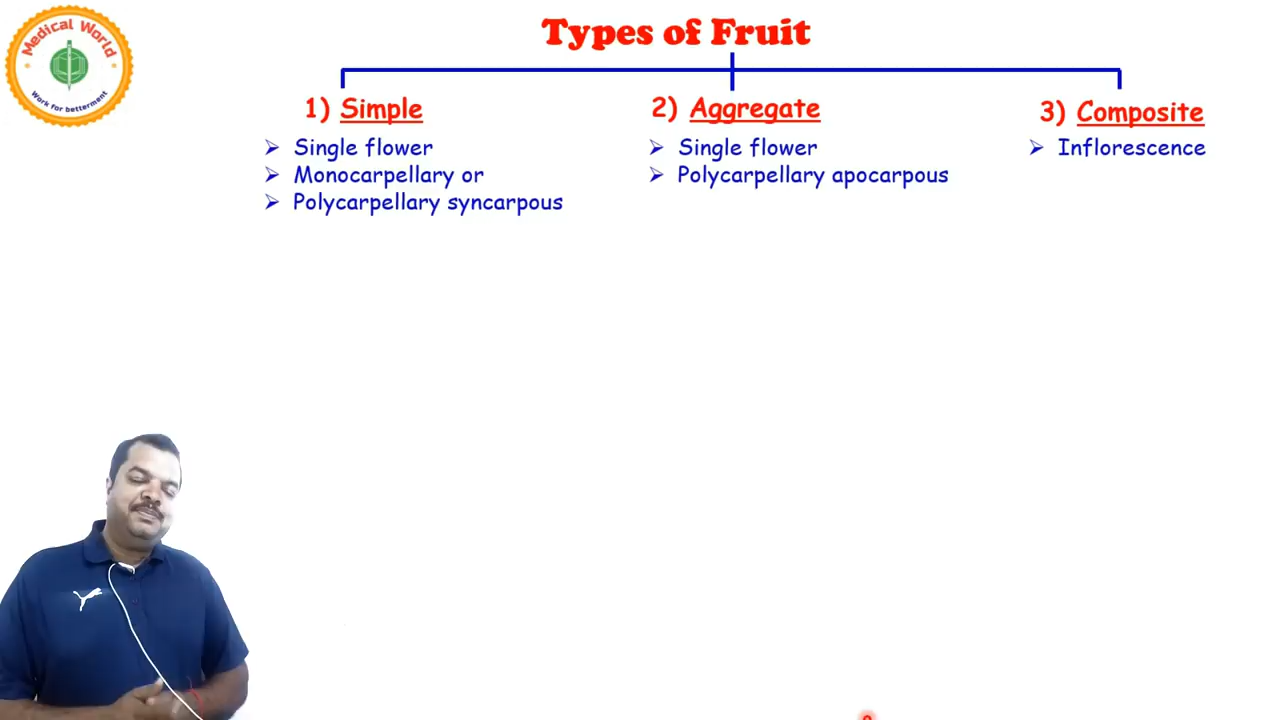 Medical World
Work for betterment
Types of Fruit
1) Simple
Single flower
Monocarpellary or
Polycarpellary syncarpous
2) Aggregate
Single flower
Polycarpellary apocarpous
3) Composite
Inflorescence